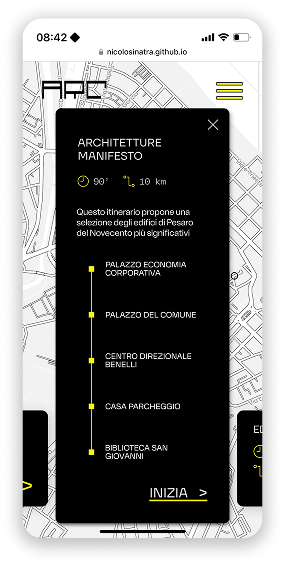 08:42
nicolosinatra.github.io
ARC
ARCHITETTURE
MANIFESTO
90' 10 km
Questo itinerario propone una
selezione degli edifici di Pesaro
del Novecento più significativi
PALAZZO ECONOMIA
CORPORATIVA
PALAZZO DEL COMUNE
CENTRO DIREZIONALE
BENELLI
CASA PARCHEGGIO
ED
BIBLIOTECA SAN
GIOVANNI
INIZIA >
>